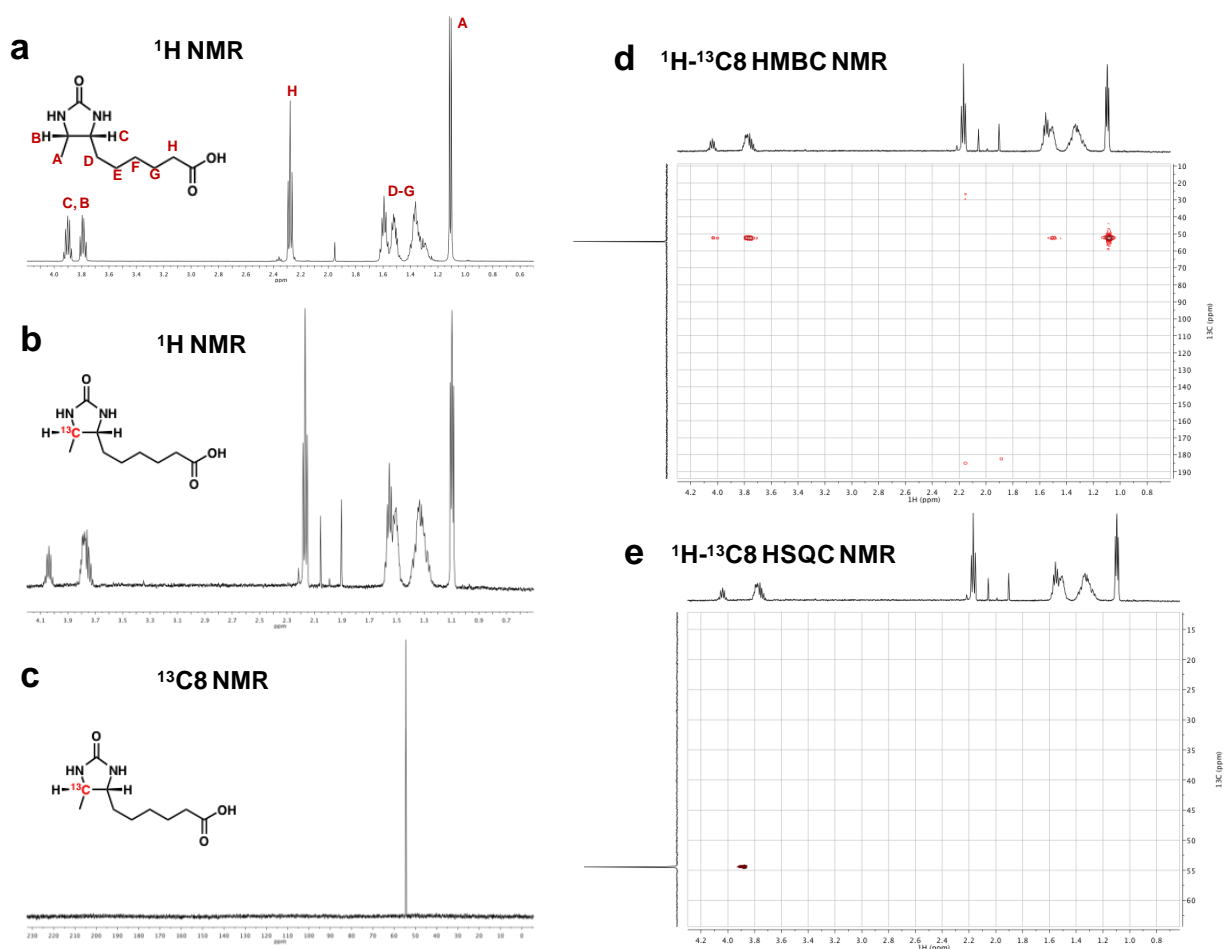 a
¹H NMR
O
HN
NH
B
H
H
C
A
D
E
F
G
H
OH
O
C, B
H
D-G
A
4.0 3.8 3.6 3.4 3.2 3.0 2.8 2.6 2.4 2.2 2.0 1.8 1.6 1.4 1.2 1.0 0.8 0.6
ppm
b
¹H NMR
O
HN
NH
H
¹³C
H
OH
O
4.1 3.9 3.7 3.5 3.3 3.1 2.9 2.7 2.5 2.3 2.1 1.9 1.7 1.5 1.3 1.1 0.9 0.7
ppm
c
¹³C8 NMR
O
HN
NH
H
¹³C
H
OH
O
230 220 210 200 190 180 170 160 150 140 130 120 110 100 90 80 70 60 50 40 30 20 10 0
ppm
d
¹H-¹³C8 HMBC NMR
10
20
30
40
50
60
70
80
90
100
110
120
130
140
150
160
170
180
190
13C (ppm)
4.2 4.0 3.8 3.6 3.4 3.2 3.0 2.8 2.6 2.4 2.2 2.0 1.8 1.6 1.4 1.2 1.0 0.8
1H (ppm)
e
¹H-¹³C8 HSQC NMR
15
20
25
30
35
40
45
50
55
60
13C (ppm)
4.2 4.0 3.8 3.6 3.4 3.2 3.0 2.8 2.6 2.4 2.2 2.0 1.8 1.6 1.4 1.2 1.0 0.8
1H (ppm)